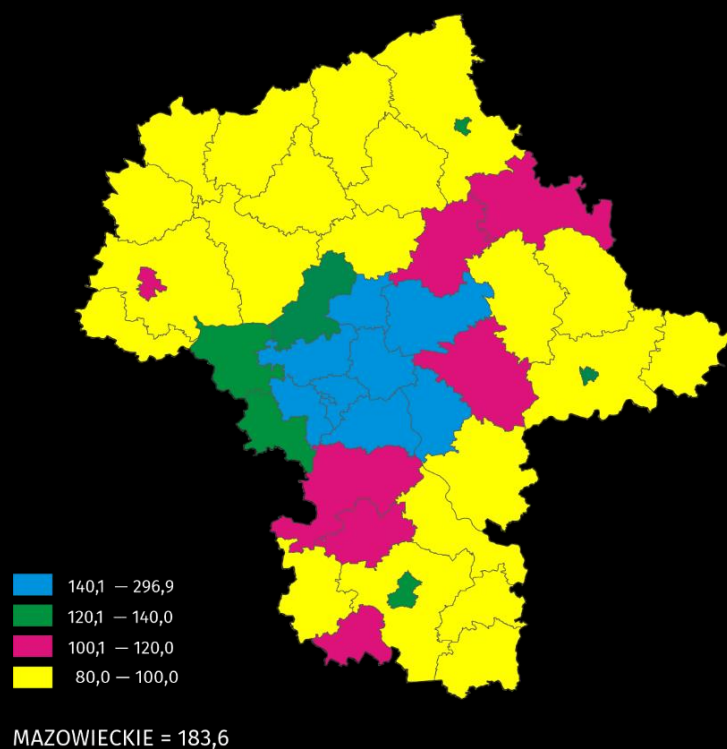 140,1 — 296,9
120,1 — 140,0
100,1 — 120,0
80,0 — 100,0
MAZOWIECKIE = 183,6